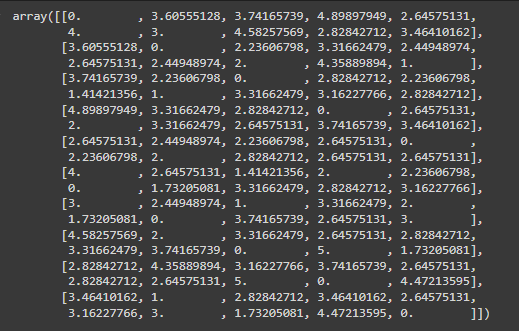 array([[0.        , 3.60555128, 3.74165739, 4.89897949, 2.64575131,
        4.        , 3.        , 4.58257569, 2.82842712, 3.46410162],
       [3.60555128, 0.        , 2.23606798, 3.31662479, 2.44948974,
        2.64575131, 2.44948974, 2.        , 4.35889894, 1.        ],
       [3.74165739, 2.23606798, 0.        , 2.82842712, 2.23606798,
        1.41421356, 1.        , 3.31662479, 3.16227766, 2.82842712],
       [4.89897949, 3.31662479, 2.82842712, 0.        , 2.64575131,
        2.        , 3.31662479, 2.64575131, 3.74165739, 3.46410162],
       [2.64575131, 2.44948974, 2.23606798, 2.64575131, 0.        ,
        2.23606798, 2.        , 2.82842712, 2.64575131, 2.64575131],
       [4.        , 2.64575131, 1.41421356, 2.        , 2.23606798,
        0.        , 1.73205081, 3.31662479, 2.82842712, 3.16227766],
       [3.        , 2.44948974, 1.        , 3.31662479, 2.        ,
        1.73205081, 0.        , 3.74165739, 2.64575131, 3.        ],
       [4.58257569, 2.        , 3.31662479, 2.64575131, 2.82842712,
        3.31662479, 3.74165739, 0.        , 5.        , 1.73205081],
       [2.82842712, 4.35889894, 3.16227766, 3.74165739, 2.64575131,
        2.82842712, 2.64575131, 5.        , 0.        , 4.47213595],
       [3.46410162, 1.        , 2.82842712, 3.46410162, 2.64575131,
        3.16227766, 3.        , 1.73205081, 4.47213595, 0.        ]])